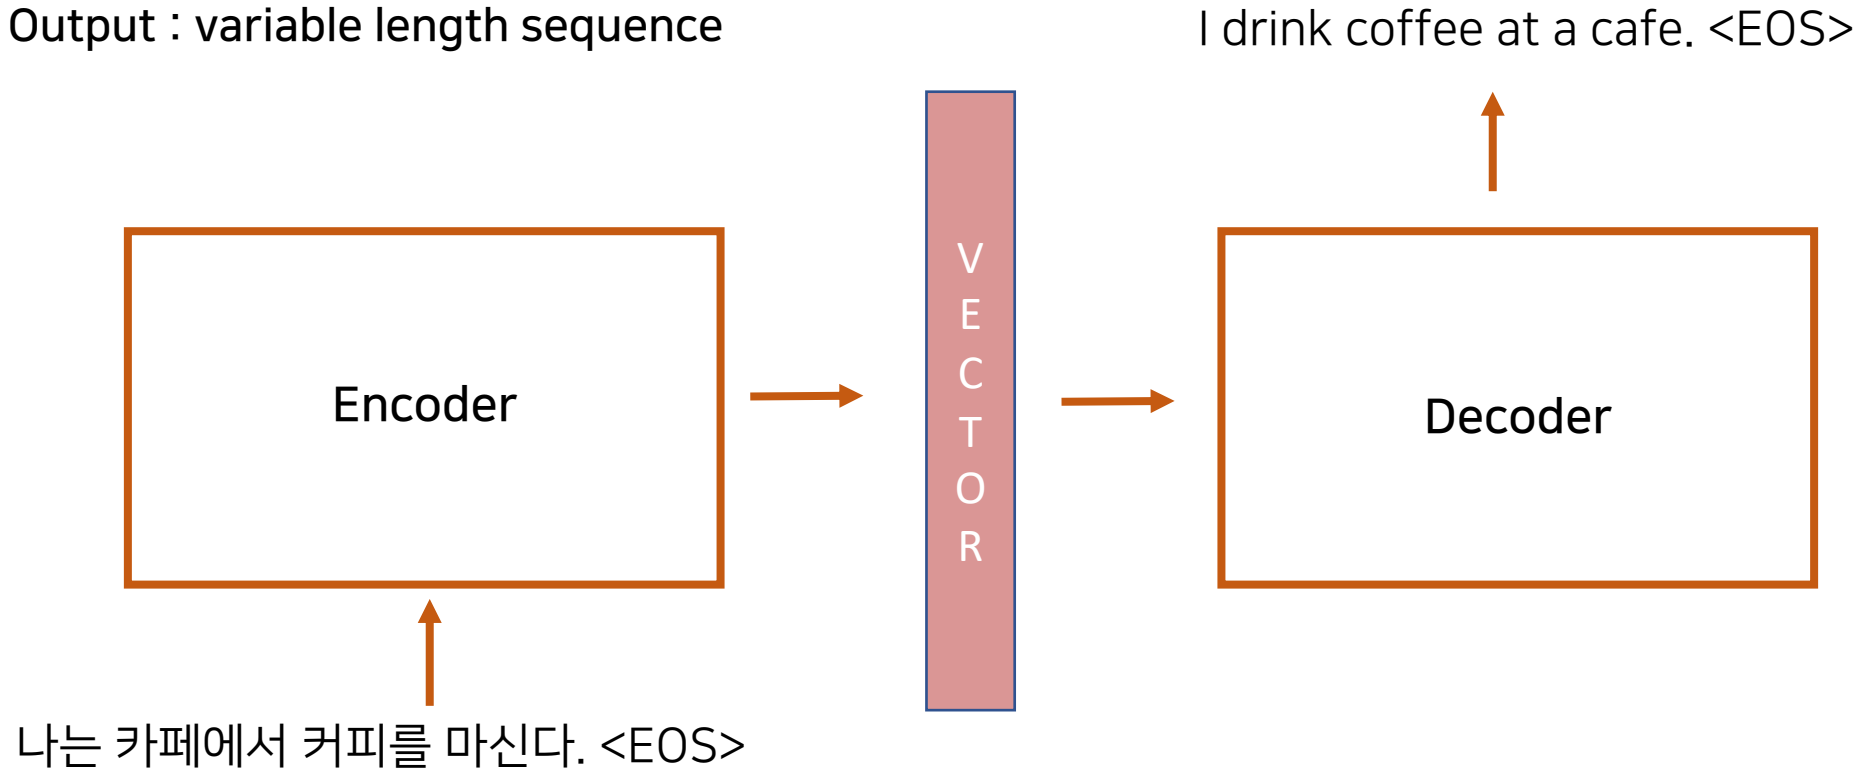 Output : variable length sequence
I drink coffee at a cafe. <EOS>
VECTOR
Encoder
Decoder
나는 카페에서 커피를 마신다. <EOS>